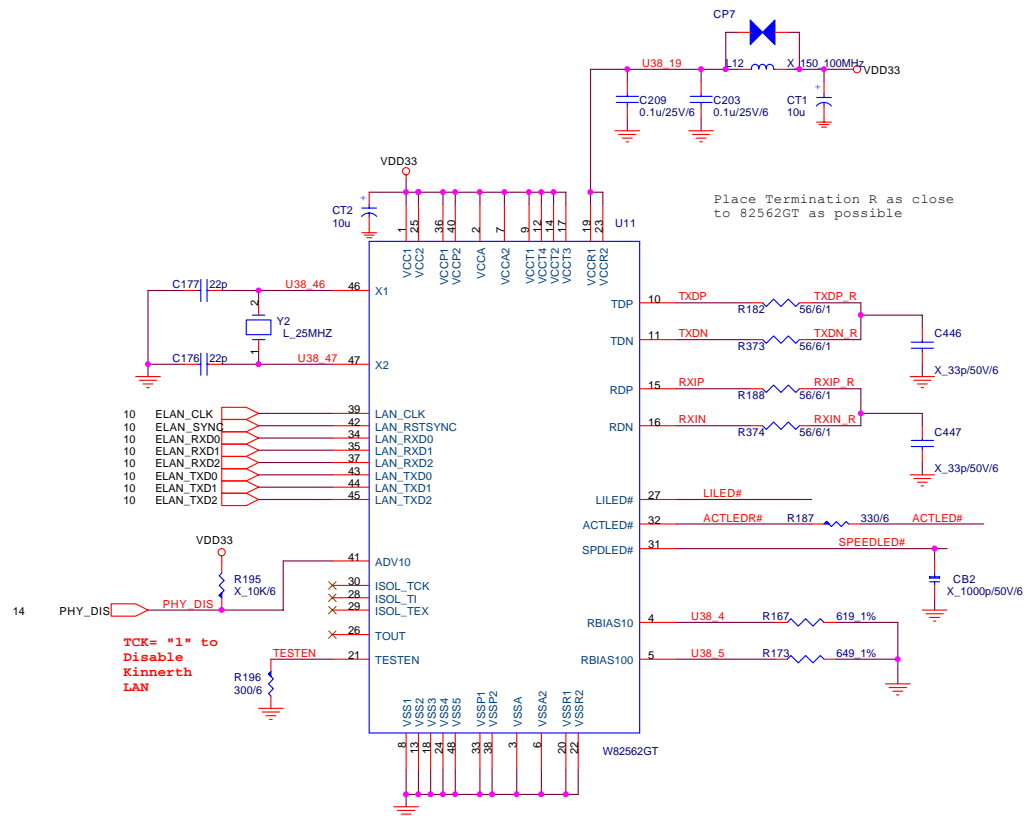 CP7
U38_19
L12
X_150_100MHz
VDD33
C209
0.1u/25V/6
C203
0.1u/25V/6
+
CT1
10u
VDD33
Place Termination R as close
to 82562GT as possible
+
CT2
10u
1
25
36
40
2
7
9
12
14
17
19
23
U11
VCC1
VCC2
VCCP1
VCCP2
VCCA
VCCA2
VCCT1
VCCT4
VCCT2
VCCT3
VCCR1
VCCR2
C177
22p
U38_46
46
X1
2
Y2
L_25MHZ
1
C176
22p
U38_47
47
X2
TDP
10
TXDP
R182
56/6/1
TXDP_R
TDN
11
TXDN
R373
56/6/1
TXDN_R
C446
X_33p/50V/6
RDP
15
RXIP
R188
56/6/1
RXIP_R
RDN
16
RXIN
R374
56/6/1
RXIN_R
C447
X_33p/50V/6
10 ELAN_CLK 39 LAN_CLK
10 ELAN_SYNC 42 LAN_RSTSYNC
10 ELAN_RXD0 34 LAN_RXD0
10 ELAN_RXD1 35 LAN_RXD1
10 ELAN_RXD2 37 LAN_RXD2
10 ELAN_TXD0 43 LAN_TXD0
10 ELAN_TXD1 44 LAN_TXD1
10 ELAN_TXD2 45 LAN_TXD2
LILED# 27 LILED#
ACTLED# 32 ACTLEDR# R187 330/6 ACTLED#
SPDLED# 31 SPEEDLED#
CB2
X_1000p/50V/6
VDD33
R195
X_10K/6
41 ADV10
30 ISOL_TCK
28 ISOL_TI
29 ISOL_TEX
26 TOUT
14 PHY_DIS PHY_DIS
TCK= "1" to
Disable
Kinnerth
LAN
TESTEN 21 TESTEN
R196
300/6
RBIAS10 4 U38_4 R167 619_1%
RBIAS100 5 U38_5 R173 649_1%
VSS1
VSS2
VSS3
VSS4
VSS5
VSSP1
VSSP2
VSSA
VSSA2
VSSR1
VSSR2
8
13
18
24
48
33
38
3
6
20
22
W82562GT